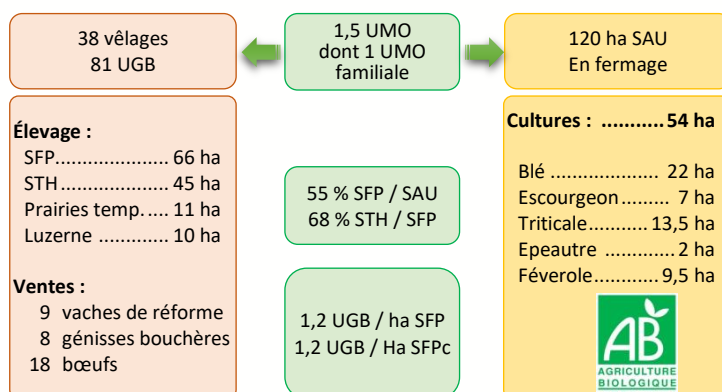 38 vêlages
81 UGB
1,5 UMO
dont 1 UMO
familiale
120 ha SAU
En fermage
Élevage :
SFP...................... 66 ha
STH ..................... 45 ha
Prairies temp. .... 11 ha
Luzerne .............. 10 ha
Ventes :
9 vaches de réforme
8 génisses bouchères
18 bœufs
55 % SFP / SAU
68 % STH / SFP
1,2 UGB / ha SFP
1,2 UGB / Ha SFPc
Cultures : ...........54 ha
Blé .................... 22 ha
Escourgeon......... 7 ha
Triticale............13,5 ha
Epeautre ............. 2 ha
Féverole............ 9,5 ha
AB
AGRICULTURE
BIOLOGIQUE